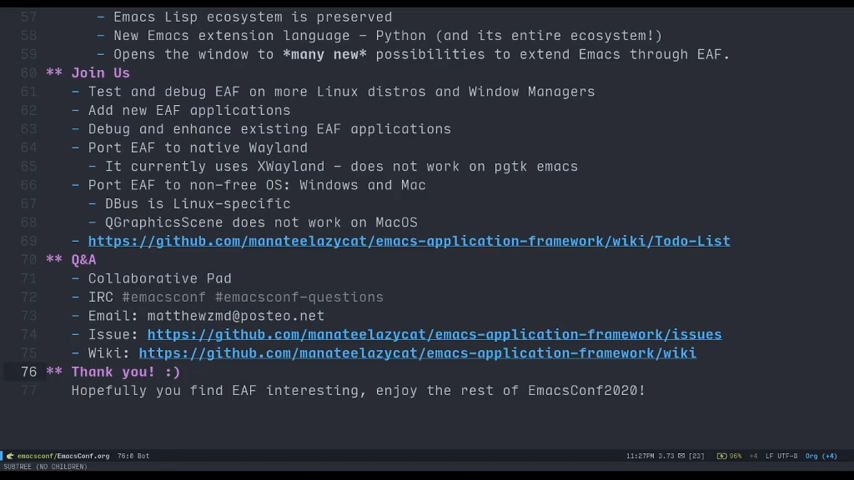 57 - Emacs Lisp ecosystem is preserved
58 - New Emacs extension language - Python (and its entire ecosystem!)
59 - Opens the window to *many new* possibilities to extend Emacs through EAF.
60 ** Join Us
61 - Test and debug EAF on more Linux distros and Window Managers
62 - Add new EAF applications
63 - Debug and enhance existing EAF applications
64 - Port EAF to native Wayland
65 - It currently uses XWayland - does not work on pgtk emacs
66 - Port EAF to non-free OS: Windows and Mac
67 - DBus is Linux-specific
68 - QGraphicsScene does not work on MacOS
69 - https://github.com/manateelazycat/emacs-application-framework/wiki/Todo-List
70 ** Q&A
71 - Collaborative Pad
72 - IRC #emacsconf #emacsconf-questions
73 - Email: matthewzmd@posteo.net
74 - Issue: https://github.com/manateelazycat/emacs-application-framework/issues
75 - Wiki: https://github.com/manateelazycat/emacs-application-framework/wiki
76 ** Thank you! :)
77 Hopefully you find EAF interesting, enjoy the rest of EmacsConf2020!
emacsconf/EmacsConf.org 76:0 Bot 11:27PM 3.73 [23] 96% +4 LF UTF-8 Org (+4)
SUBTREE (NO CHILDREN)